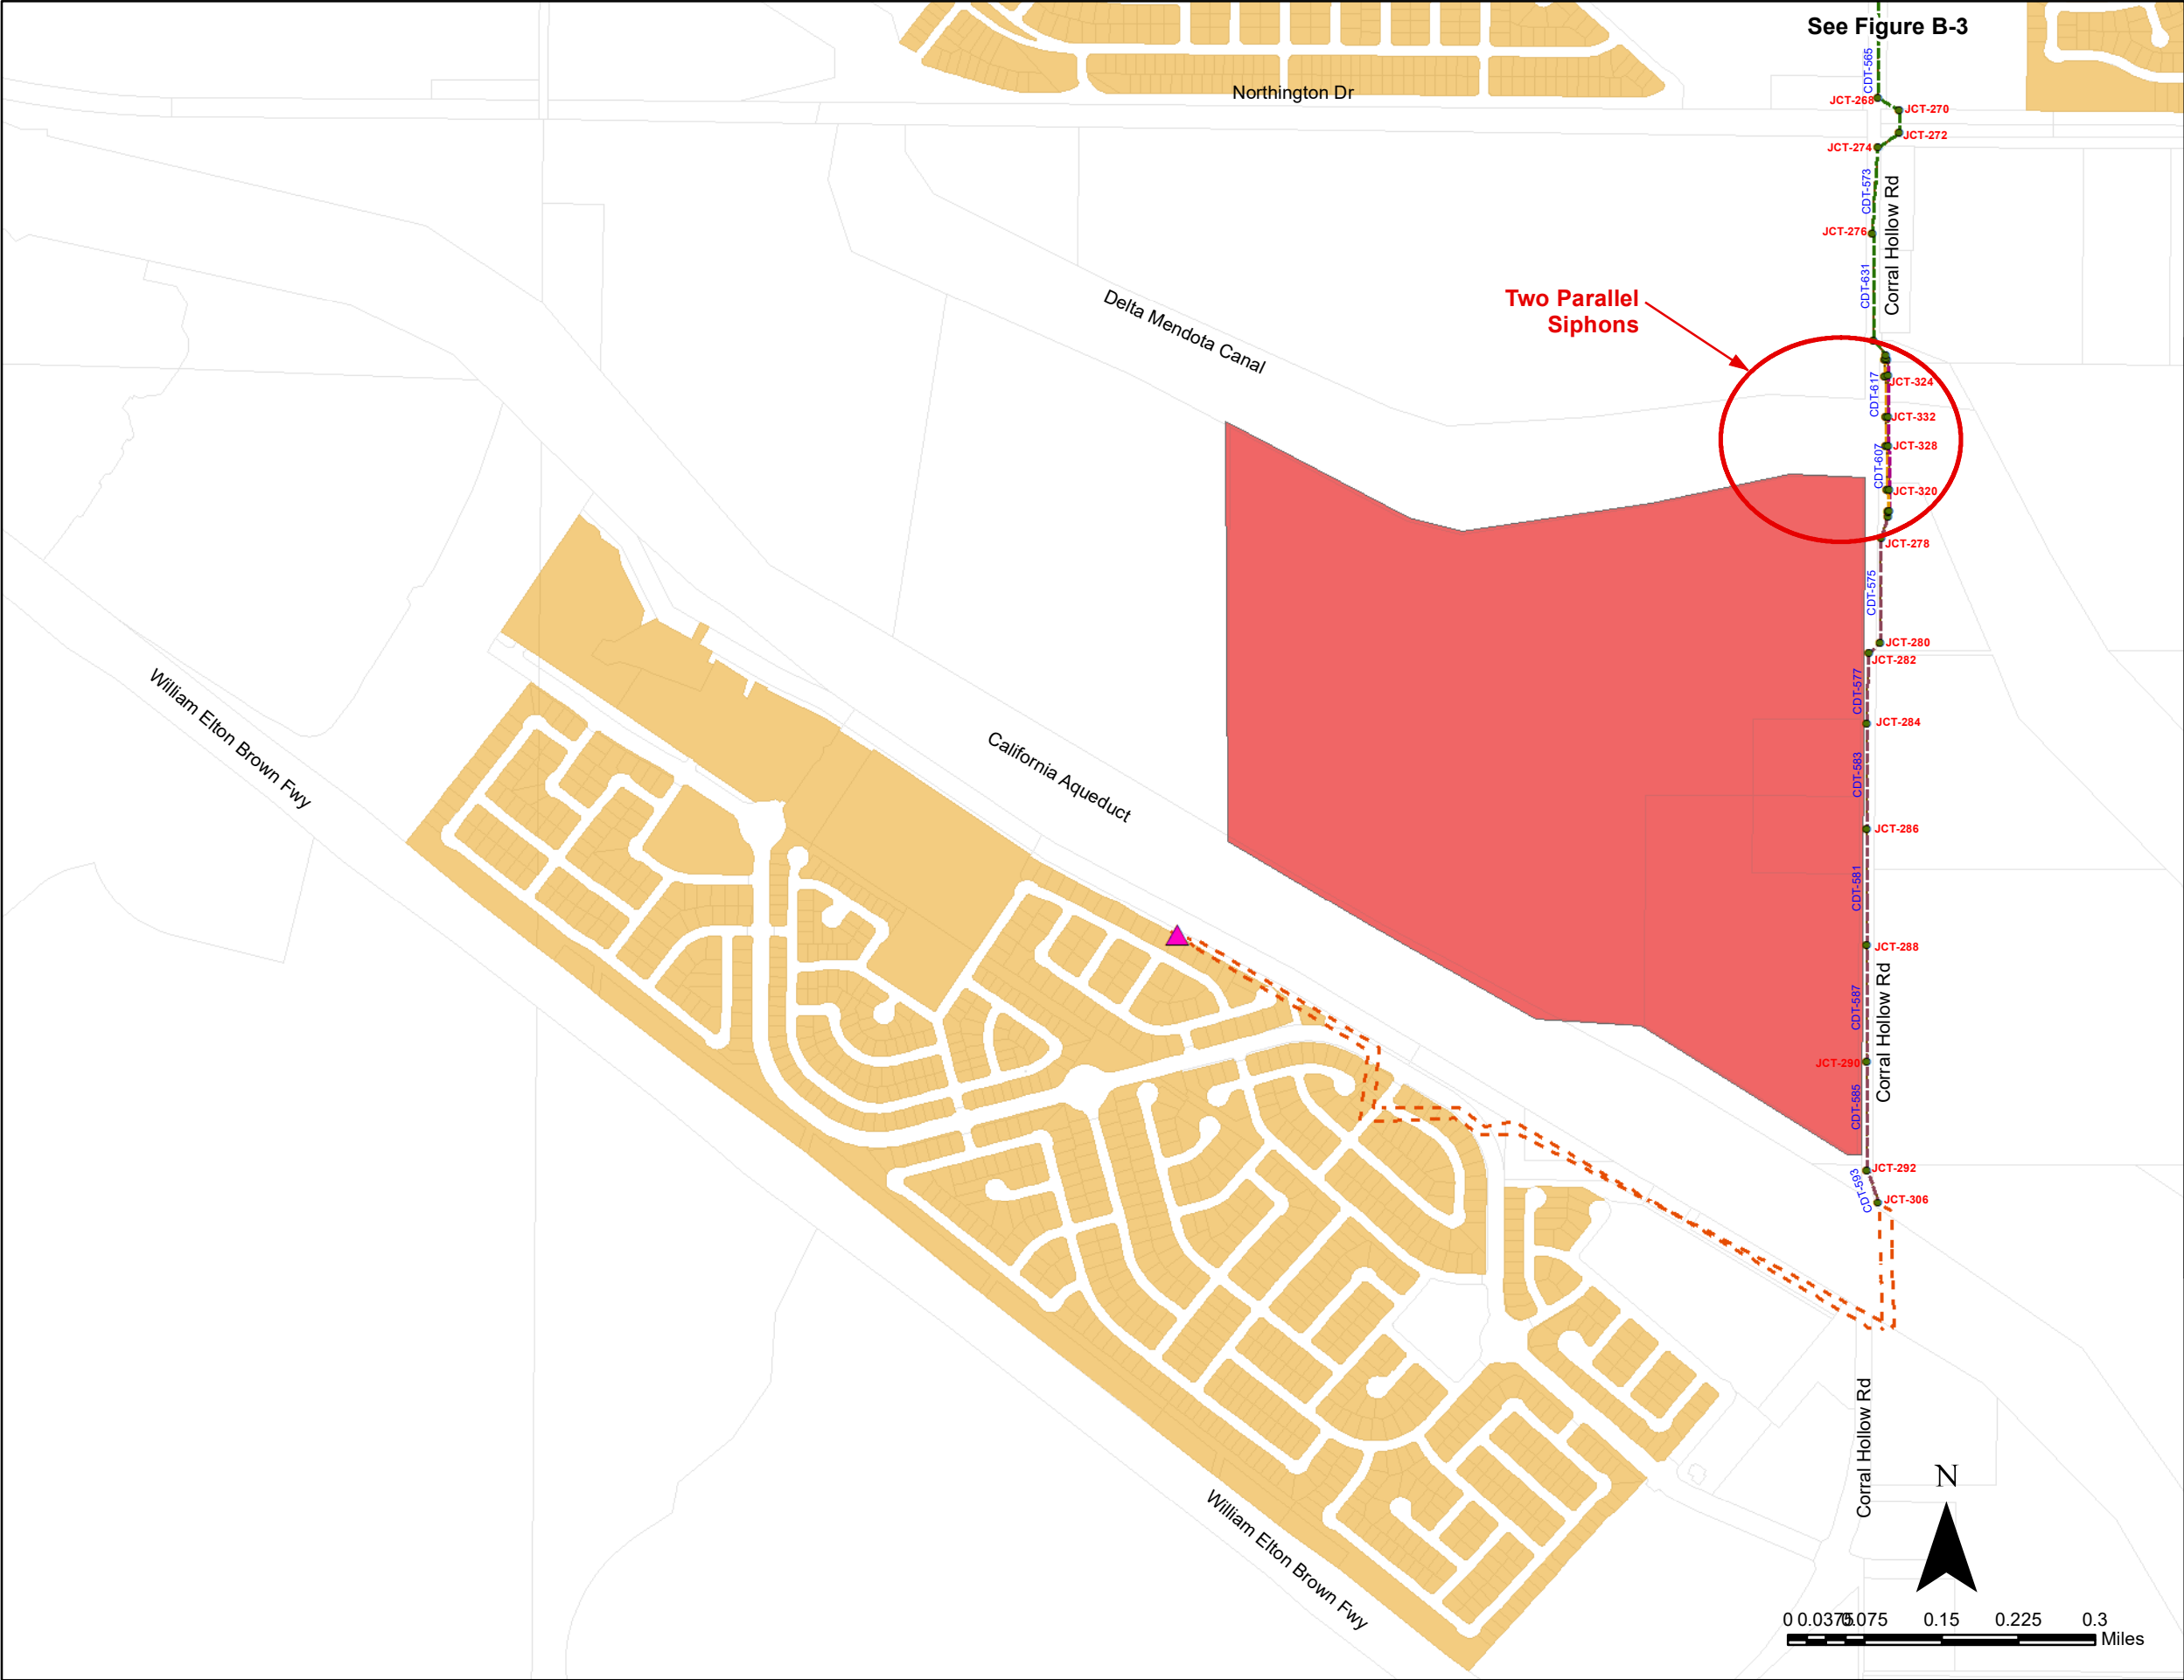 See Figure B-3
CDT-565
Northington Dr
JCT-268
JCT-270
JCT-272
JCT-274
CDT-573
Corral Hollow Rd
JCT-276
CDT-631
Two Parallel
Siphons
Delta Mendota Canal
JCT-324
CDT-617
JCT-332
JCT-328
CDT-607
JCT-320
JCT-278
CDT-575
JCT-280
JCT-282
CDT-577
William Elton Brown Fwy
JCT-284
California Aqueduct
CDT-583
JCT-286
CDT-581
JCT-288
CDT-587
Corral Hollow Rd
JCT-290
CDT-585
JCT-292
CDT-593
JCT-306
Corral Hollow Rd
N
William Elton Brown Fwy
0 0.0375 0.075 0.15 0.225 0.3
Miles